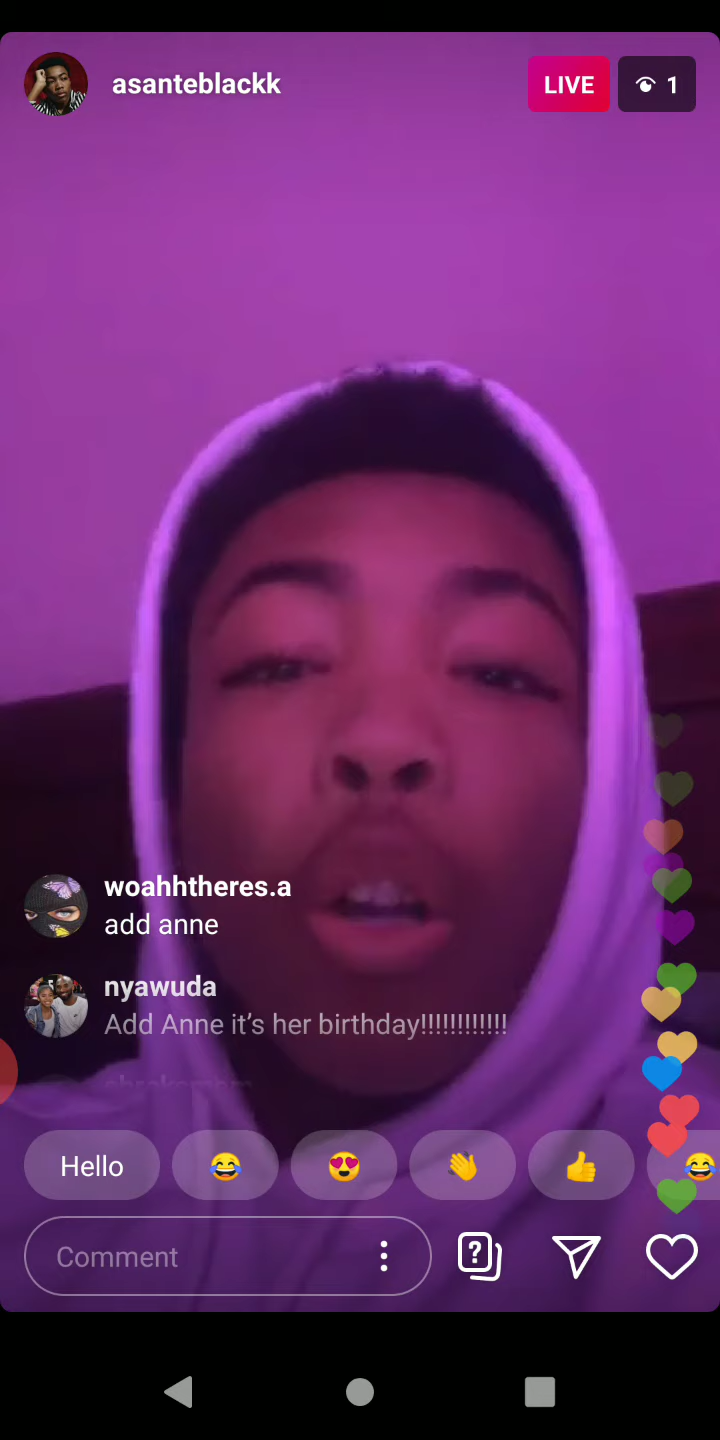 asanteblackk
LIVE
1
woahhtheres.a
add anne
nyawuda
Add Anne it’s her birthday!!!!!!!!!!!!
Hello
Comment
?